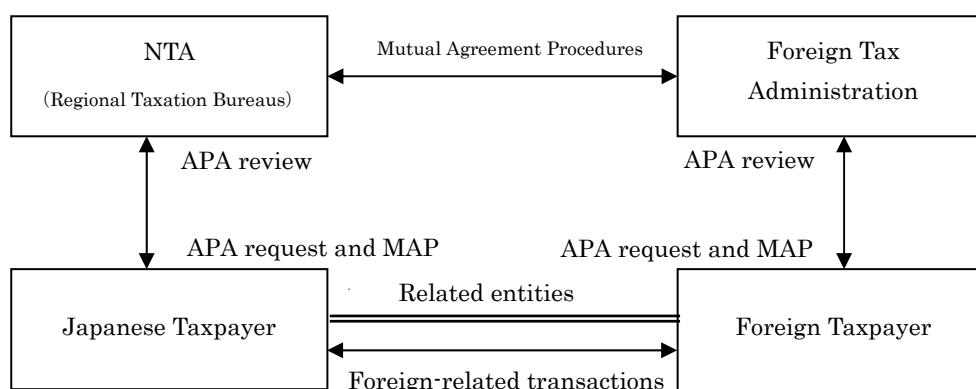 NTA
(Regional Taxation Bureaus)
Mutual Agreement Procedures
Foreign Tax
Administration
APA review
APA review
APA request and MAP
APA request and MAP
Japanese Taxpayer
Related entities
Foreign Taxpayer
Foreign-related transactions